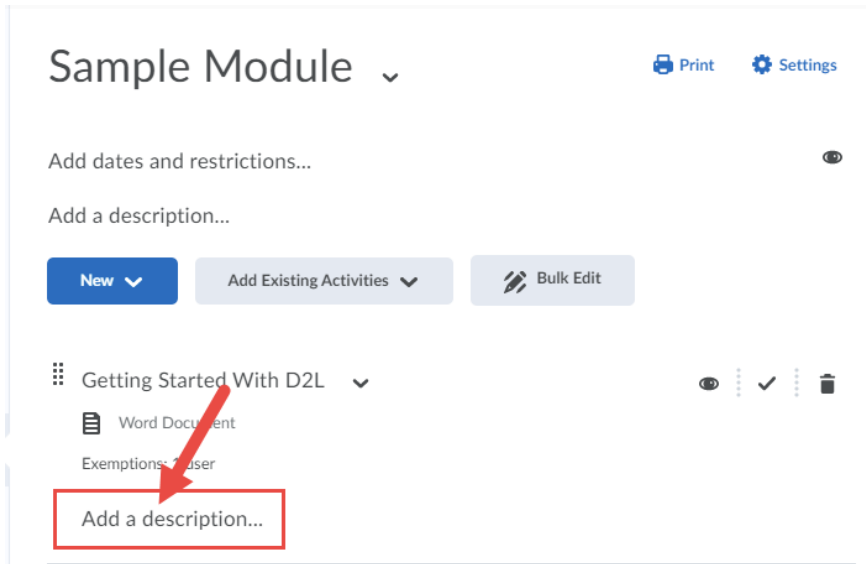 Sample Module
Print
Settings
Add dates and restrictions...
Add a description...
New
Add Existing Activities
Bulk Edit
Getting Started With D2L
Word Document
Exemptions: user
Add a description...